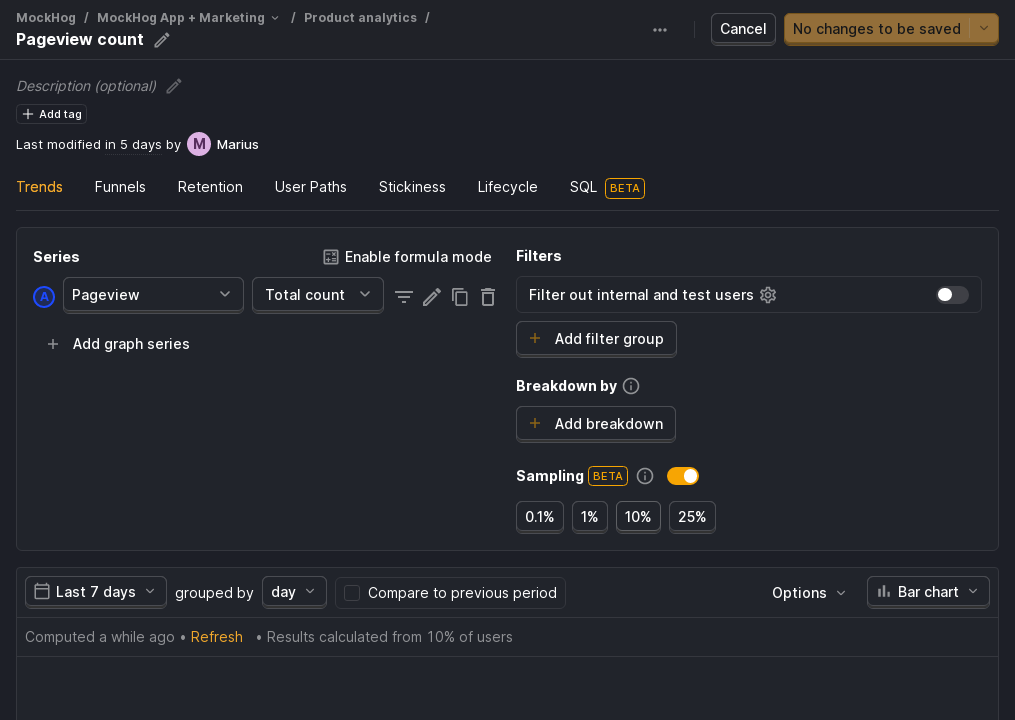 MockHog / MockHog App + Marketing / Product analytics /
Pageview count
Cancel
No changes to be saved
Description (optional)
Add tag
Last modified in 5 days by M Marius
Trends Funnels Retention User Paths Stickiness Lifecycle SQL BETA
Series
Enable formula mode
A Pageview Total count
Add graph series
Filters
Filter out internal and test users
Add filter group
Breakdown by
Add breakdown
Sampling BETA
0.1% 1% 10% 25%
Last 7 days grouped by day Compare to previous period Options Bar chart
Computed a while ago • Refresh • Results calculated from 10% of users